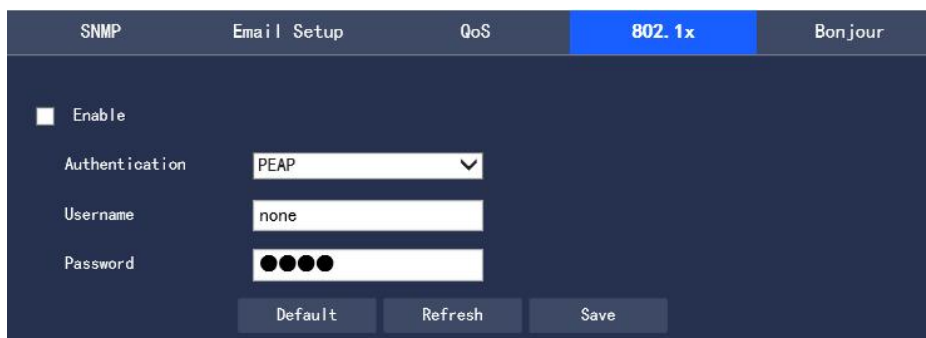 SNMP Email Setup QoS 802.1x Bonjour
Enable
Authentication PEAP
Username none
Password ●●●●
Default Refresh Save